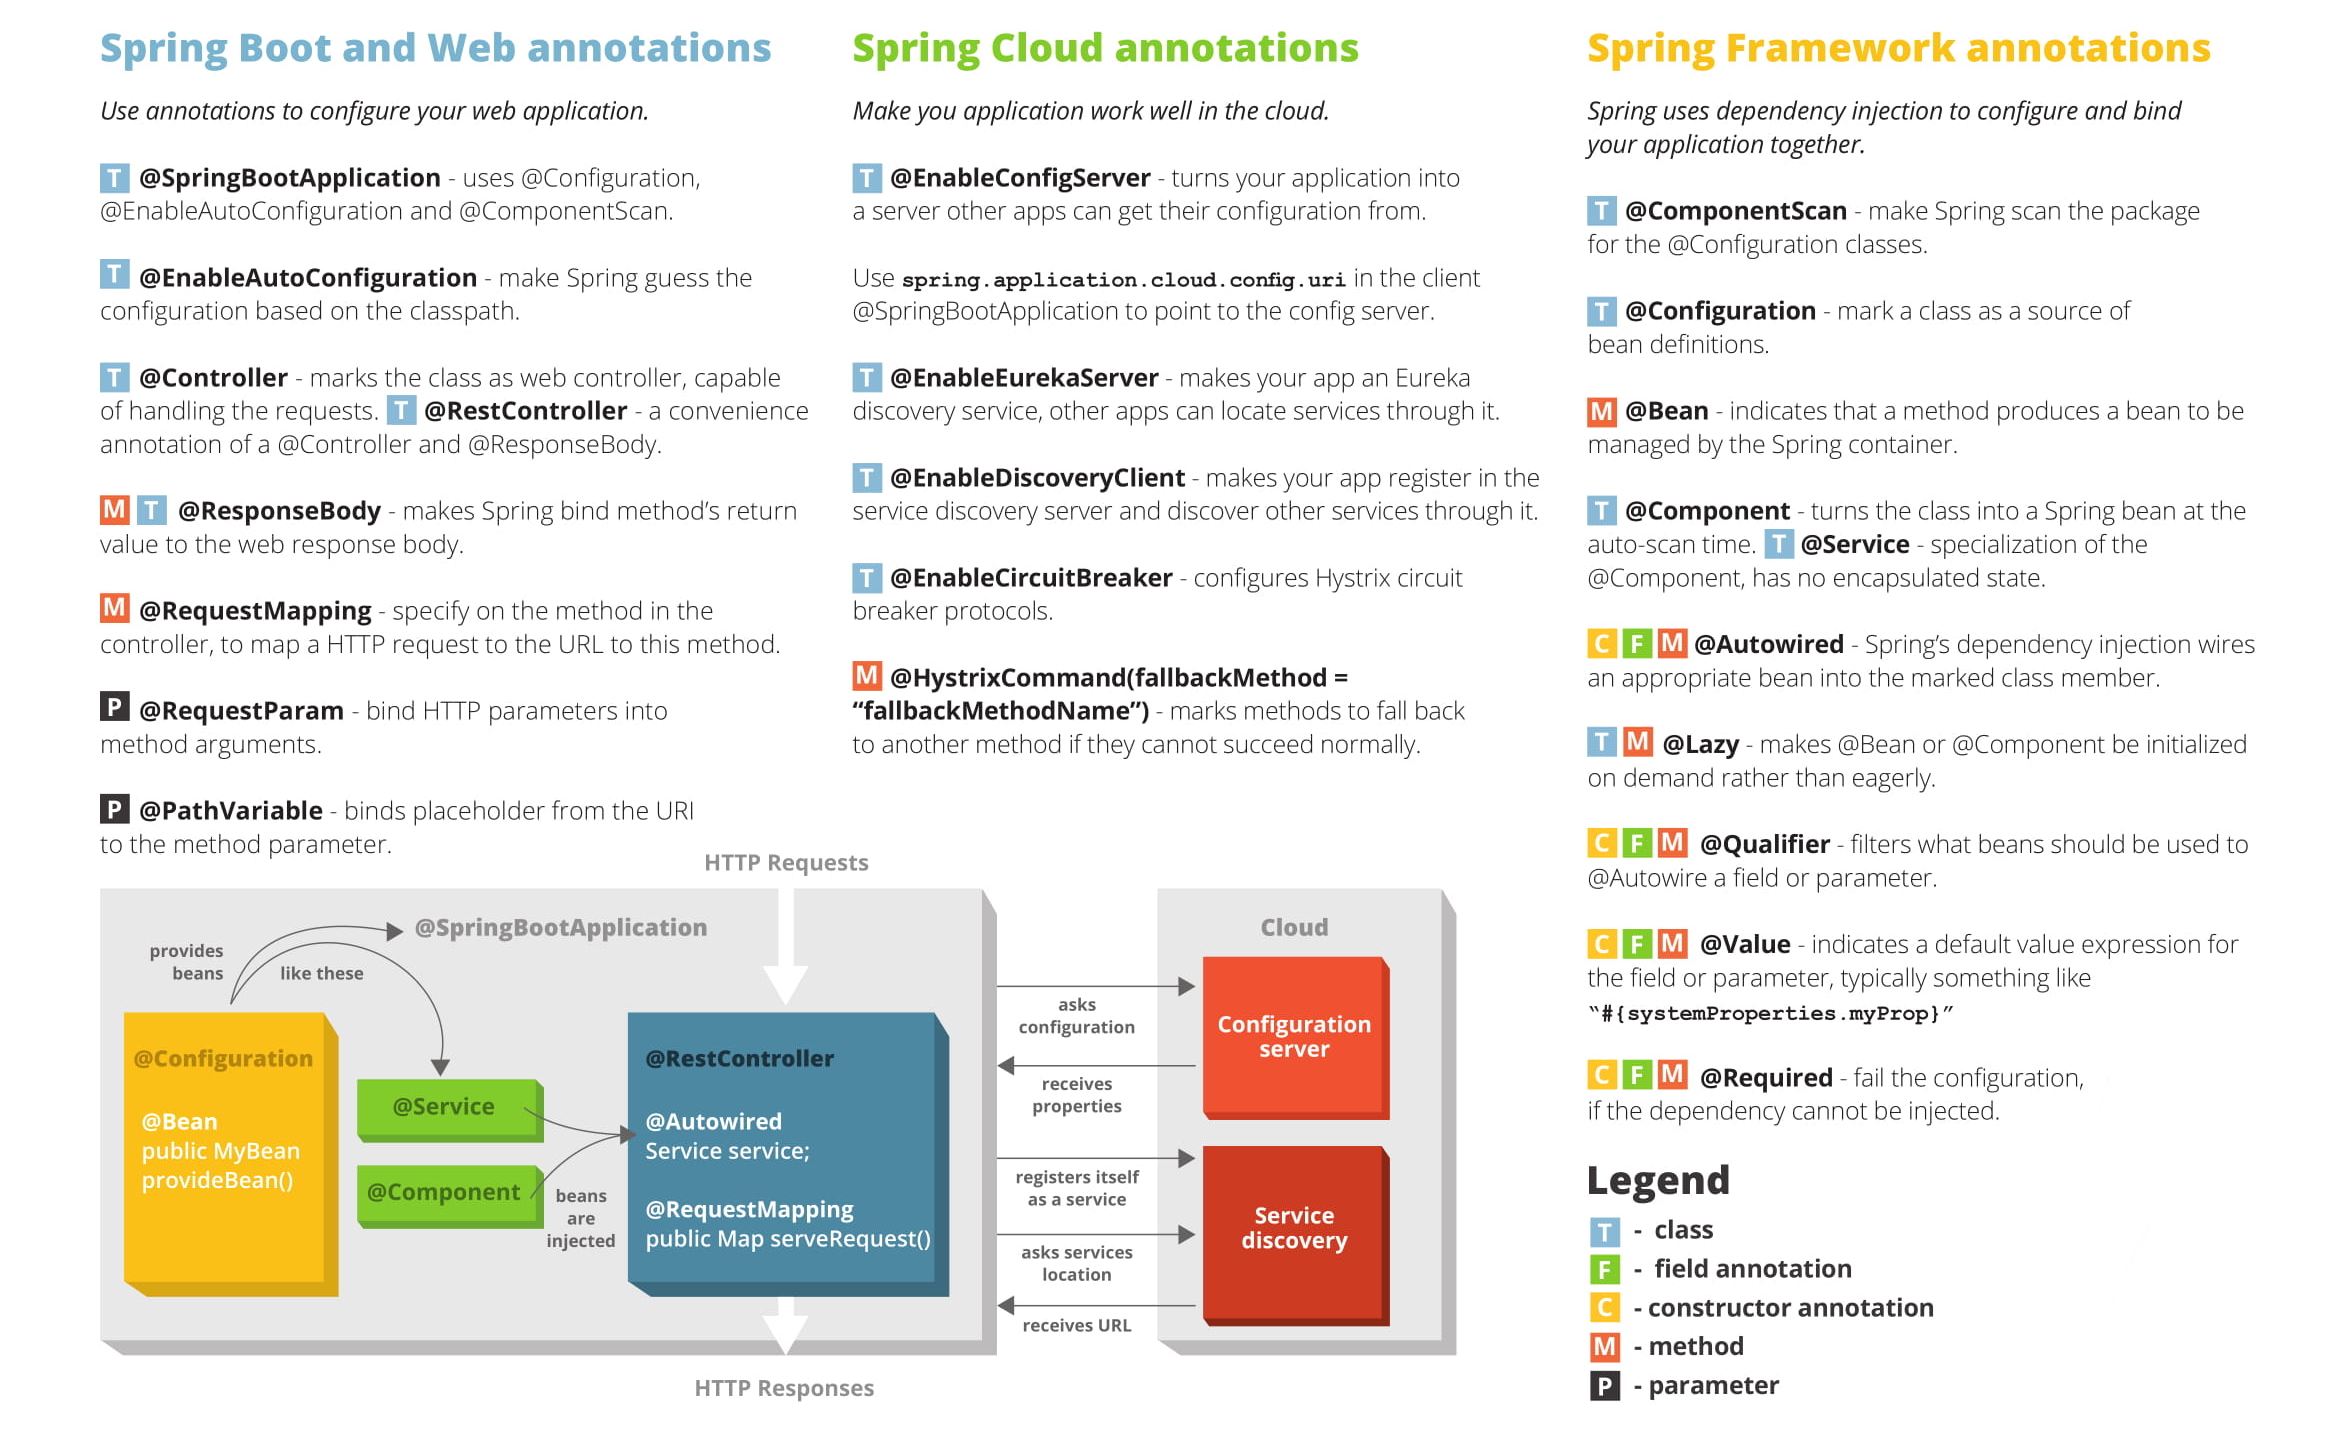 Spring Boot and Web annotations
Use annotations to configure your web application.
T @SpringBootApplication - uses @Configuration,
@EnableAutoConfiguration and @ComponentScan.
T @EnableAutoConfiguration - make Spring guess the
configuration based on the classpath.
T @Controller - marks the class as web controller, capable
of handling the requests. T @RestController - a convenience
annotation of a @Controller and @ResponseBody.
M T @ResponseBody - makes Spring bind method’s return
value to the web response body.
M @RequestMapping - specify on the method in the
controller, to map a HTTP request to the URL to this method.
P @RequestParam - bind HTTP parameters into
method arguments.
P @PathVariable - binds placeholder from the URI
to the method parameter.
Spring Cloud annotations
Make you application work well in the cloud.
T @EnableConfigServer - turns your application into
a server other apps can get their configuration from.
Use spring.application.cloud.config.uri in the client
@SpringBootApplication to point to the config server.
T @EnableEurekaServer - makes your app an Eureka
discovery service, other apps can locate services through it.
T @EnableDiscoveryClient - makes your app register in the
service discovery server and discover other services through it.
T @EnableCircuitBreaker - configures Hystrix circuit
breaker protocols.
M @HystrixCommand(fallbackMethod =
“fallbackMethodName”) - marks methods to fall back
to another method if they cannot succeed normally.
Spring Framework annotations
Spring uses dependency injection to configure and bind
your application together.
T @ComponentScan - make Spring scan the package
for the @Configuration classes.
T @Configuration - mark a class as a source of
bean definitions.
M @Bean - indicates that a method produces a bean to be
managed by the Spring container.
T @Component - turns the class into a Spring bean at the
auto-scan time. T @Service - specialization of the
@Component, has no encapsulated state.
C F M @Autowired - Spring’s dependency injection wires
an appropriate bean into the marked class member.
T M @Lazy - makes @Bean or @Component be initialized
on demand rather than eagerly.
C F M @Qualifier - filters what beans should be used to
@Autowire a field or parameter.
C F M @Value - indicates a default value expression for
the field or parameter, typically something like
“#{systemProperties.myProp}”
C F M @Required - fail the configuration,
if the dependency cannot be injected.
Legend
T - class
F - field annotation
C - constructor annotation
M - method
P - parameter
HTTP Requests
@SpringBootApplication
provides
beans
like these
@Configuration
@Bean
public MyBean
provideBean()
@Service
@Component
beans
are
injected
@RestController
@Autowired
Service service;
@RequestMapping
public Map serveRequest()
HTTP Responses
asks
configuration
receives
properties
registers itself
as a service
asks services
location
receives URL
Cloud
Configuration
server
Service
discovery